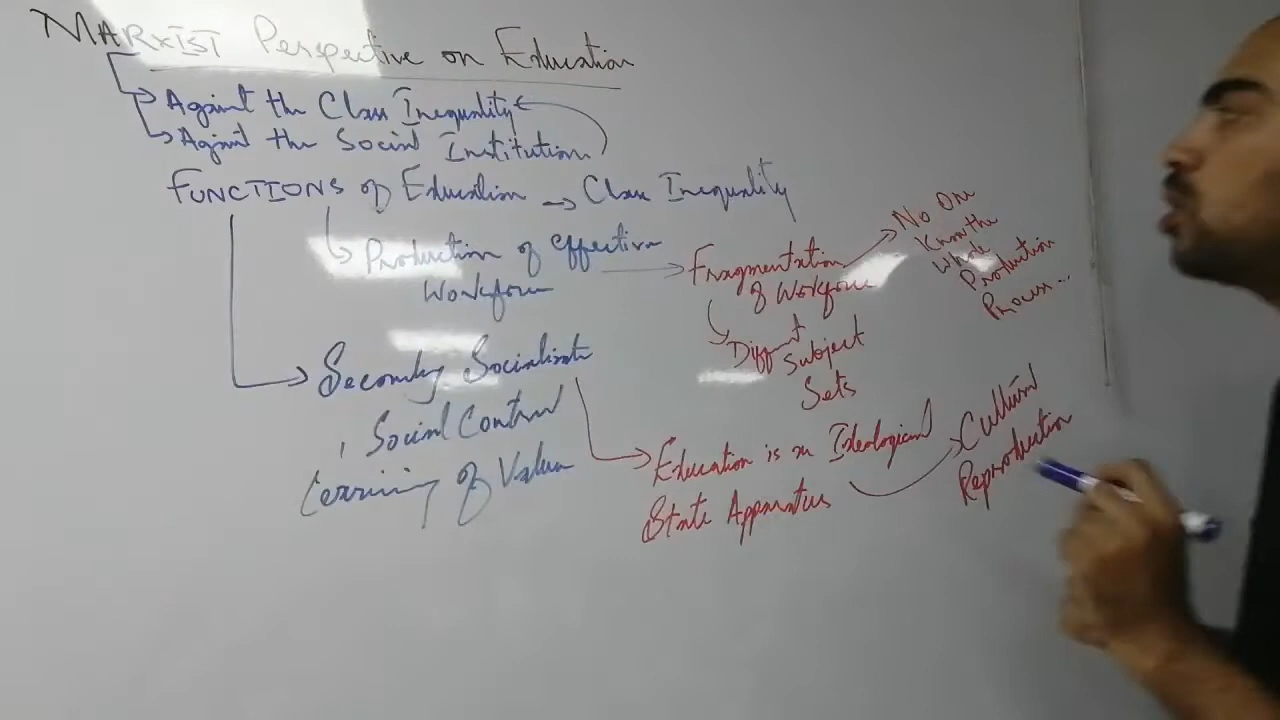 MARXIST Perspective on Education
Against the Class Inequality
Against the Social Institution
FUNCTIONS of Education → Class Inequality
Production of effective
Workforce
Fragmentation
of Workforce
No One
Know the
Whole
Production
Process...
Different
Subject
Sets
Secondary Socialisation
, Social Control
Learning of Values
Education is an Ideological
State Apparatus
Cultural
Reproduction